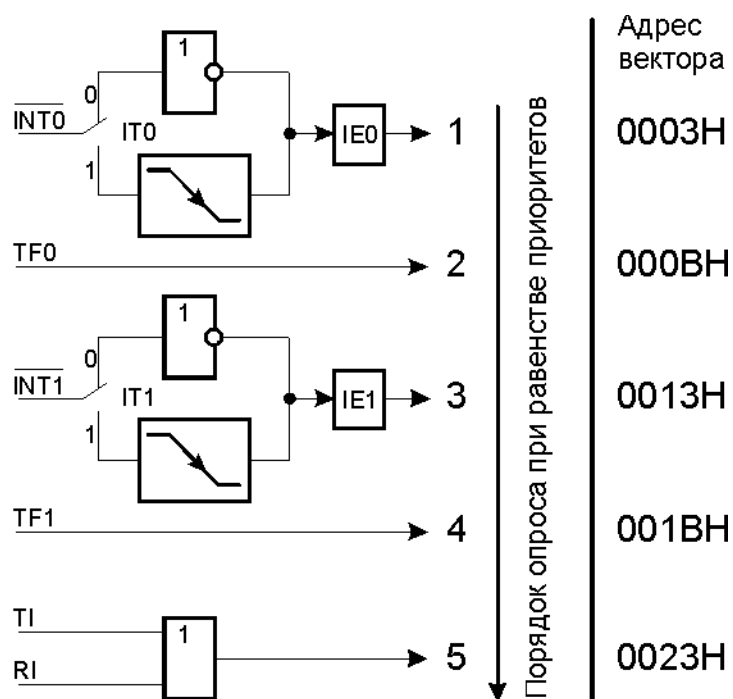 Адрес
вектора
1
0
INT0
IT0
IE0
1
0003H
1
TF0
2
000BH
1
0
INT1
IT1
IE1
3
0013H
1
TF1
4
001BH
TI
1
RI
5
0023H
Порядок опроса при равенстве приоритетов